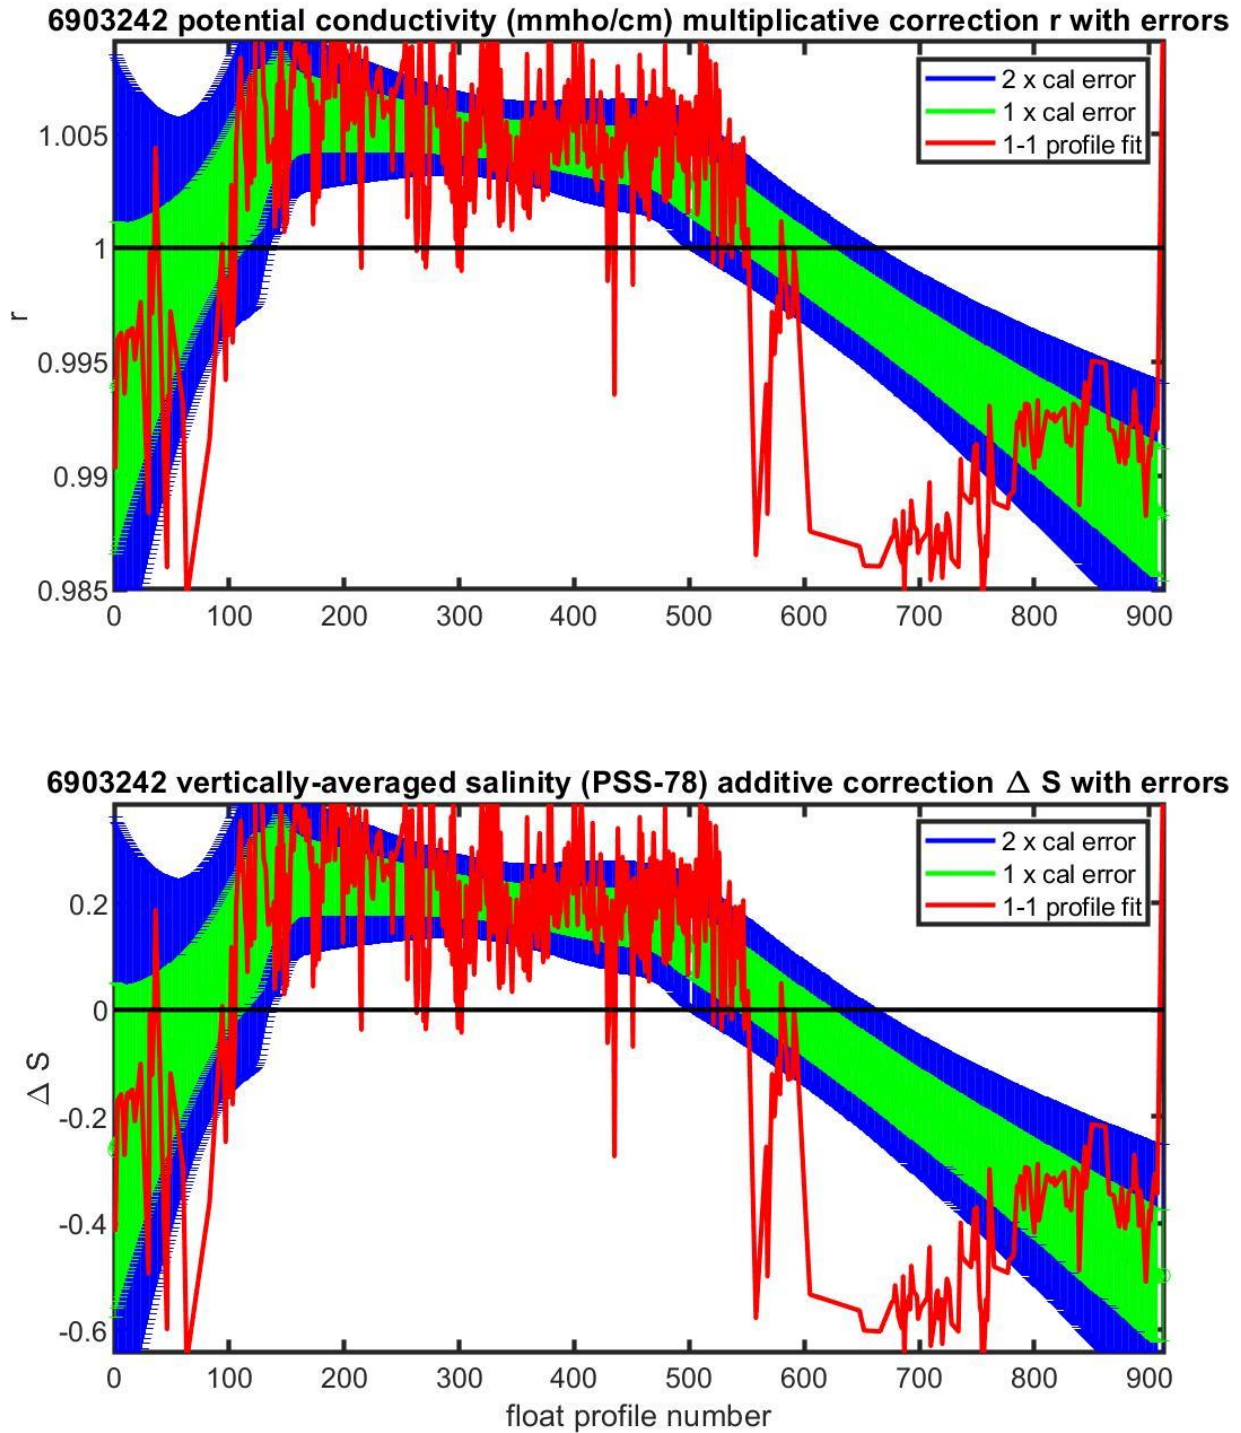 6903242 potential conductivity (mmho/cm) multiplicative correction r with errors
2 x cal error
1 x cal error
1-1 profile fit
1.005
1
0.995
0.99
0.985
r
0 100 200 300 400 500 600 700 800 900
6903242 vertically-averaged salinity (PSS-78) additive correction Δ S with errors
2 x cal error
1 x cal error
1-1 profile fit
0.2
0
-0.2
-0.4
-0.6
Δ S
0 100 200 300 400 500 600 700 800 900
float profile number